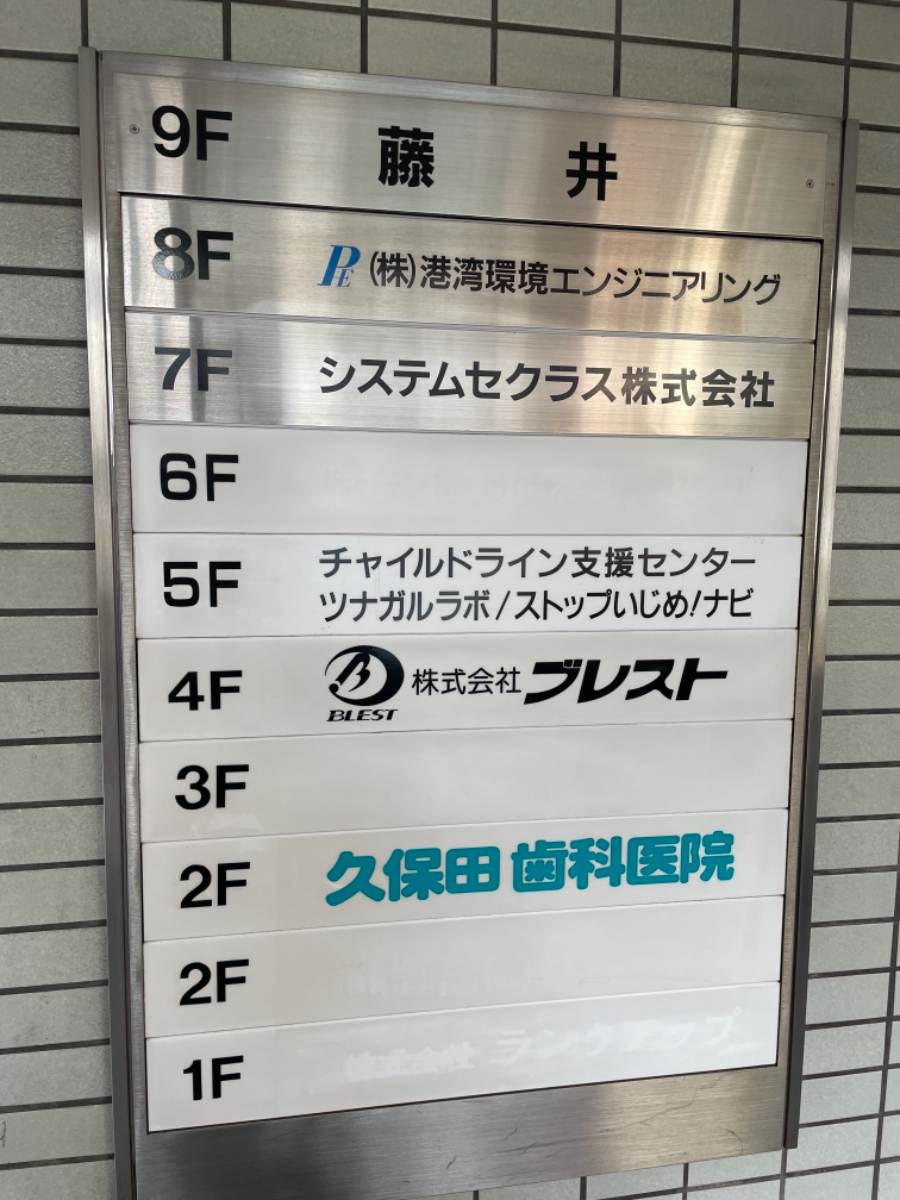 9F 藤井
8F PE (株)港湾環境エンジニアリング
7F システムセクラス株式会社
6F
5F チャイルドライン支援センター
ツナガルラボ/ストップいじめ!ナビ
4F B BLEST 株式会社ブレスト
3F
2F 久保田歯科医院
2F
1F 株式会社